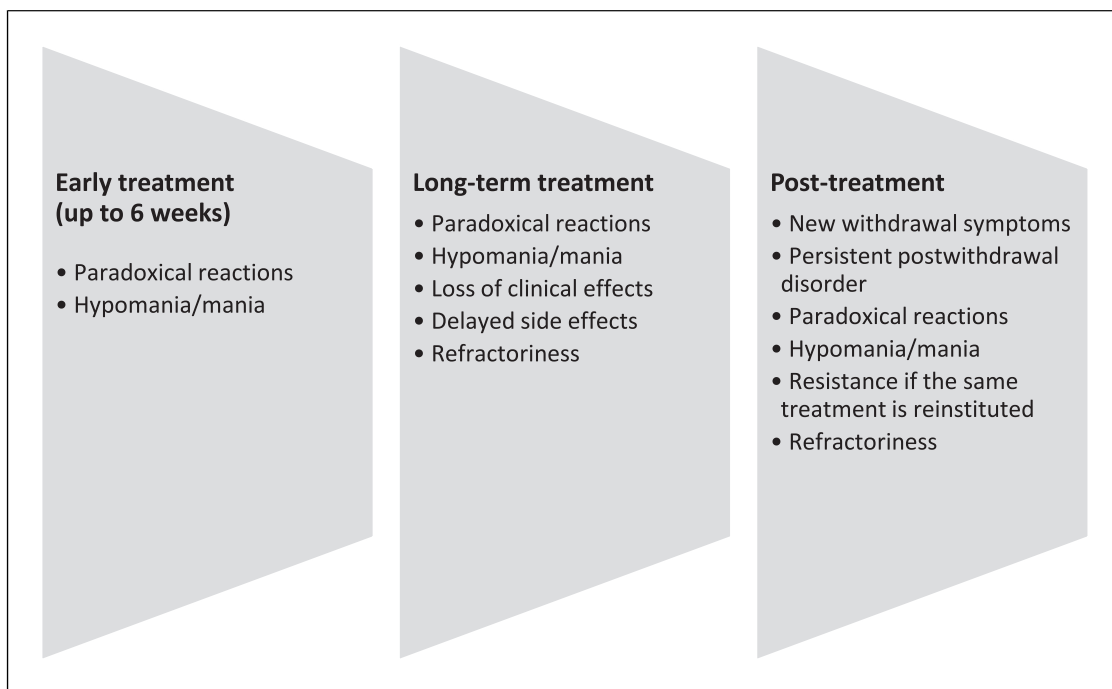 Early treatment
(up to 6 weeks)
• Paradoxical reactions
• Hypomania/mania
Long-term treatment
• Paradoxical reactions
• Hypomania/mania
• Loss of clinical effects
• Delayed side effects
• Refractoriness
Post-treatment
• New withdrawal symptoms
• Persistent postwithdrawal
disorder
• Paradoxical reactions
• Hypomania/mania
• Resistance if the same
treatment is reinstituted
• Refractoriness